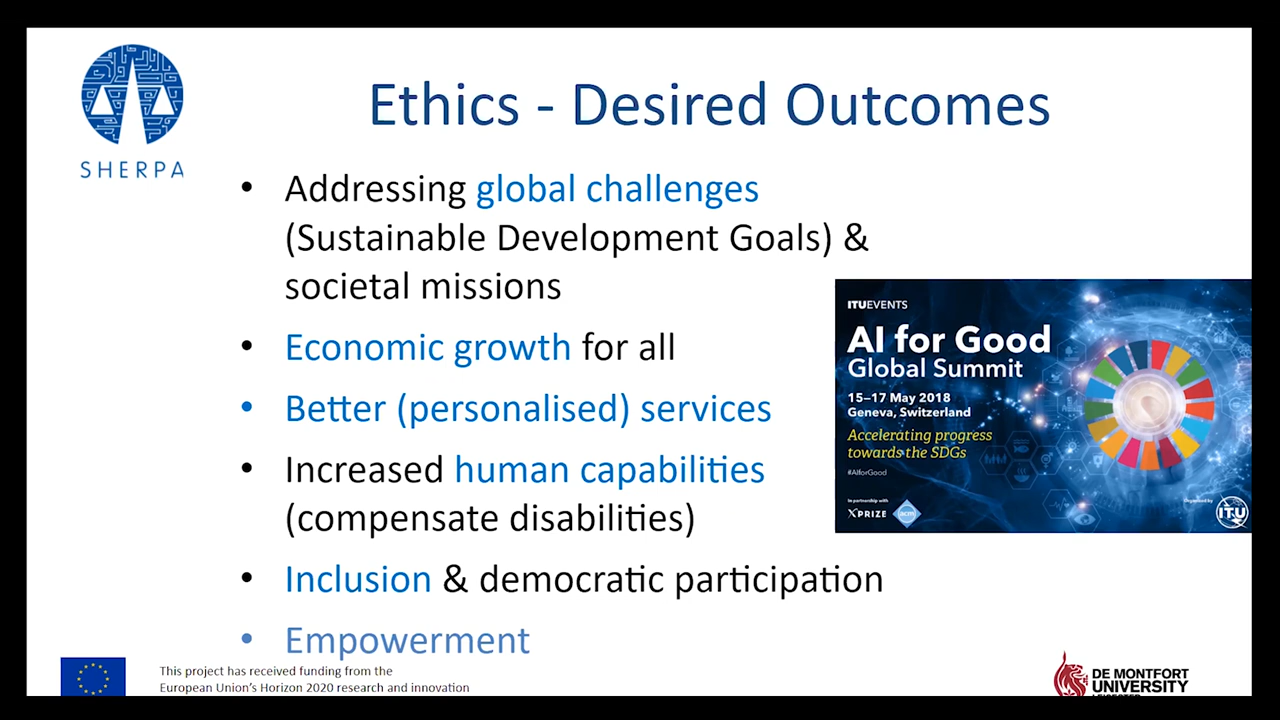 SHERPA
Ethics - Desired Outcomes
• Addressing global challenges
(Sustainable Development Goals) &
societal missions
• Economic growth for all
• Better (personalised) services
• Increased human capabilities
(compensate disabilities)
• Inclusion & democratic participation
• Empowerment
ITUEVENTS
AI for Good
Global Summit
15–17 May 2018
Geneva, Switzerland
Accelerating progress
towards the SDGs
#AIforGood
In partnership with
XPRIZE
acm
Organized by
ITU
This project has received funding from the
European Union's Horizon 2020 research and innovation
DE MONTFORT
UNIVERSITY